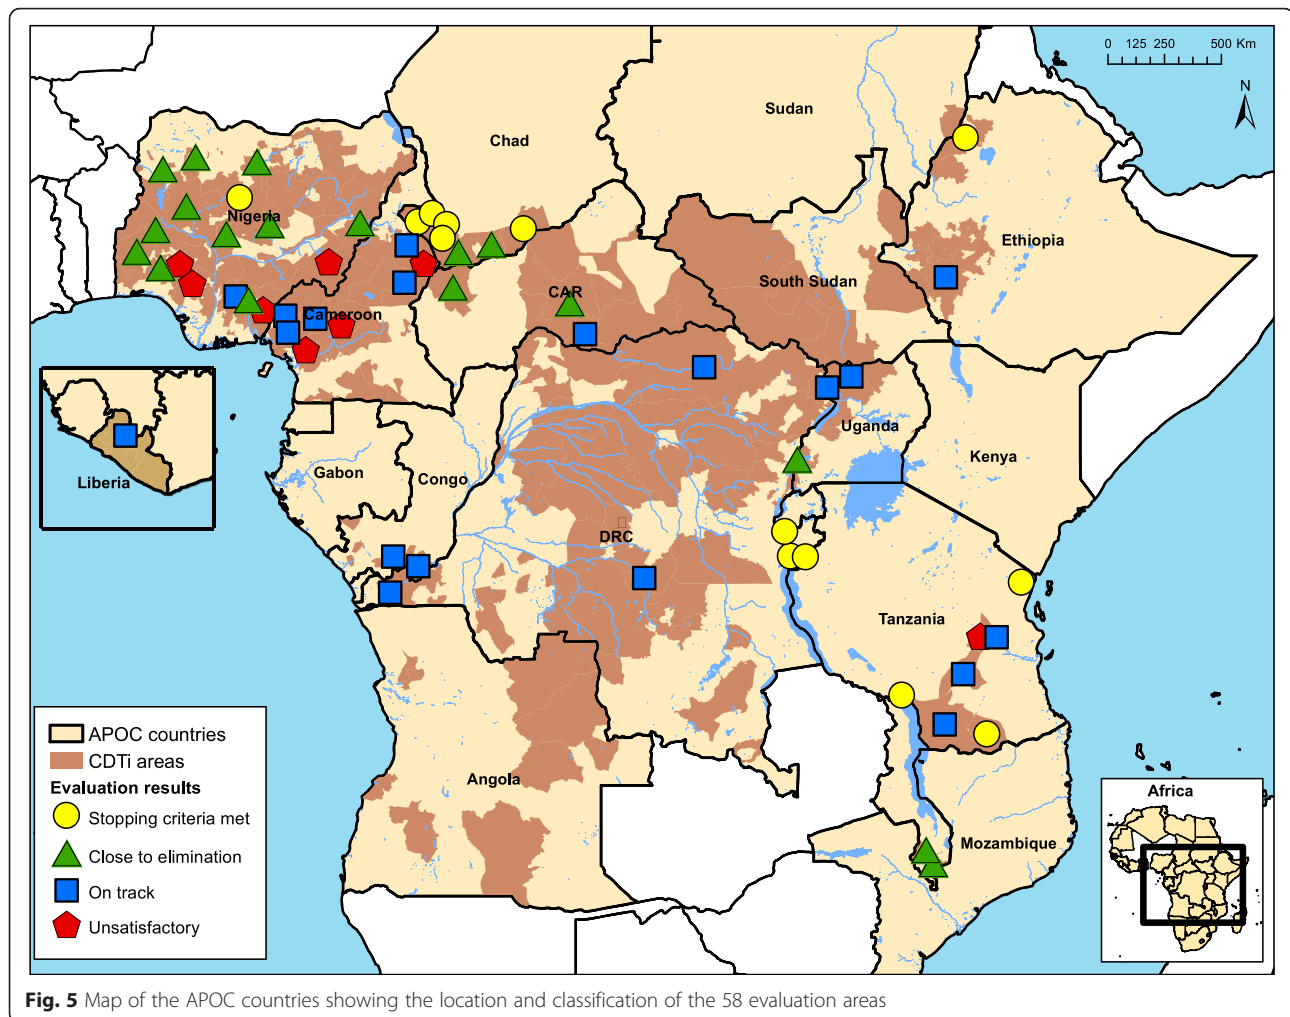 0 125 250 500 Km
N
Sudan
Chad
Nigeria
Ethiopia
South Sudan
CAR
Cameroon
Uganda
Kenya
Gabon
Congo
Liberia
DRC
Tanzania
Angola
Mozambique
APOC countries
CDTi areas
Evaluation results
Stopping criteria met
Close to elimination
On track
Unsatisfactory
Africa
Fig. 5 Map of the APOC countries showing the location and classification of the 58 evaluation areas